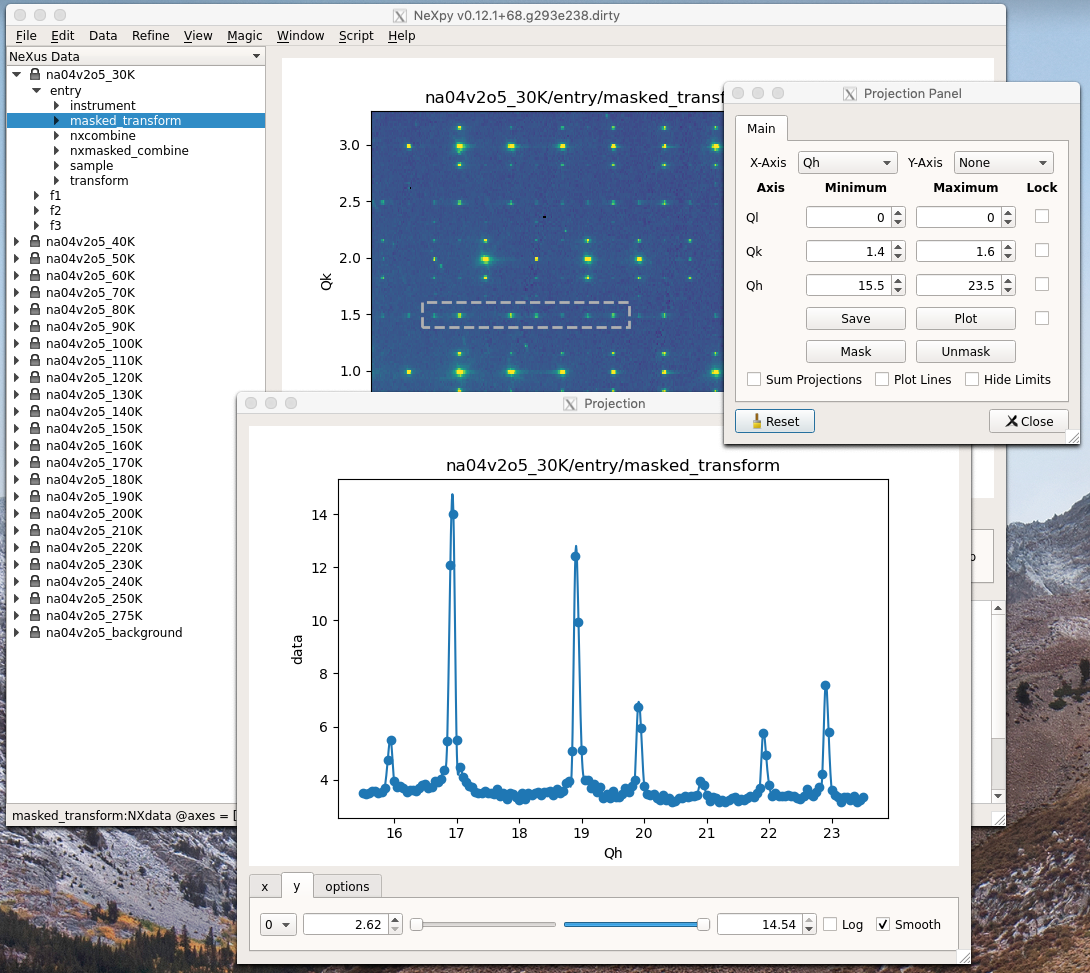 NeXpy v0.12.1+68.g293e238.dirty
File Edit Data Refine View Magic Window Script Help
NeXus Data
na04v2o5_30K
entry
instrument
masked_transform
nxcombine
nxmasked_combine
sample
transform
f1
f2
f3
na04v2o5_40K
na04v2o5_50K
na04v2o5_60K
na04v2o5_70K
na04v2o5_80K
na04v2o5_90K
na04v2o5_100K
na04v2o5_110K
na04v2o5_120K
na04v2o5_130K
na04v2o5_140K
na04v2o5_150K
na04v2o5_160K
na04v2o5_170K
na04v2o5_180K
na04v2o5_190K
na04v2o5_200K
na04v2o5_210K
na04v2o5_220K
na04v2o5_230K
na04v2o5_240K
na04v2o5_250K
na04v2o5_275K
na04v2o5_background
masked_transform:NXdata @axes = [
na04v2o5_30K/entry/masked_transf
3.0
2.5
2.0
1.5
1.0
Qk
Projection Panel
Main
X-Axis Qh Y-Axis None
Axis Minimum Maximum Lock
Ql 0 0
Qk 1.4 1.6
Qh 15.5 23.5
Save Plot
Mask Unmask
Sum Projections Plot Lines Hide Limits
Reset Close
Projection
na04v2o5_30K/entry/masked_transform
14
12
10
8
6
4
data
16 17 18 19 20 21 22 23
Qh
x y options
0 2.62 14.54 Log Smooth